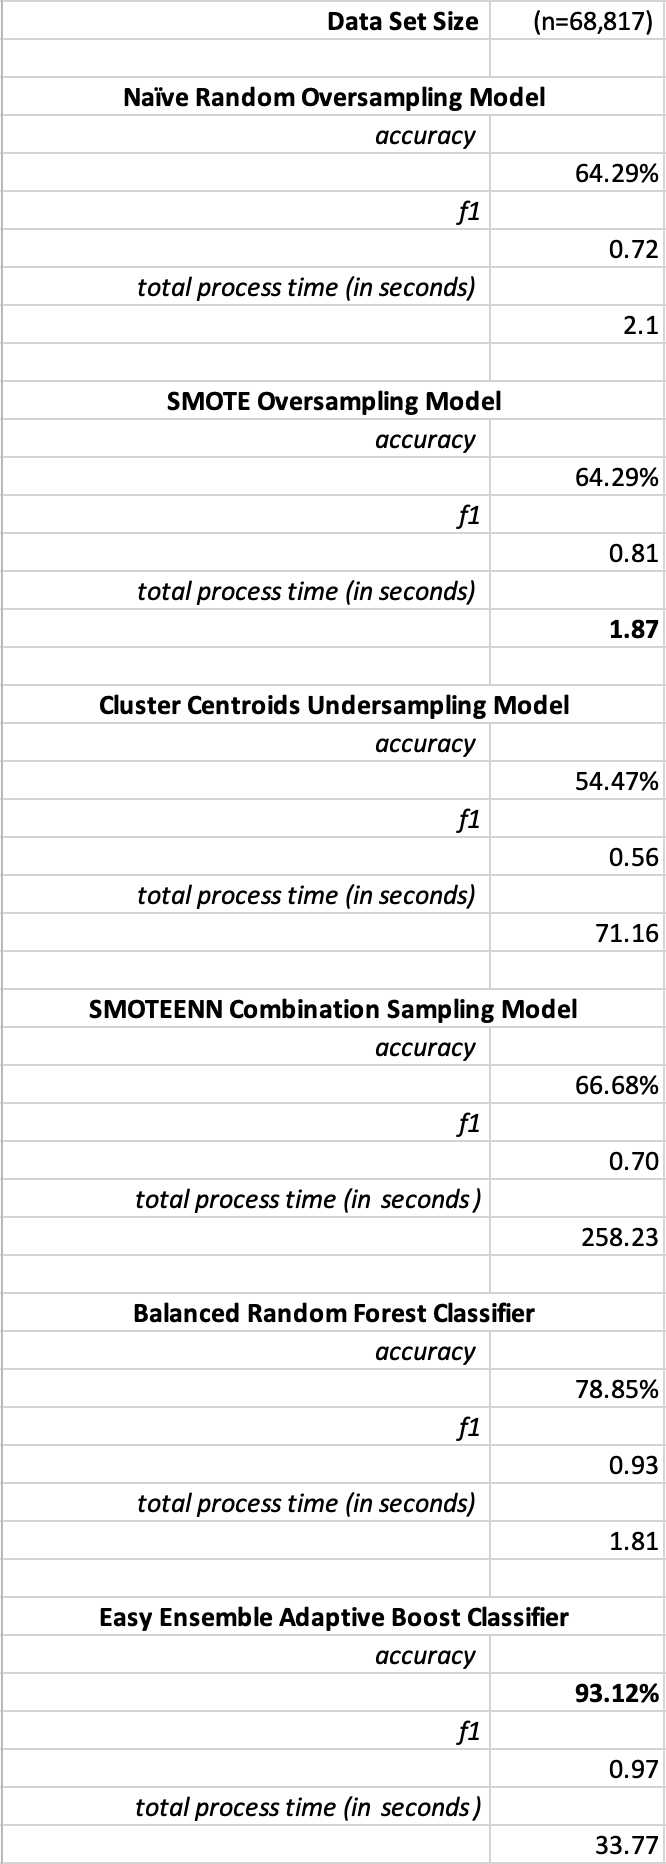 Data Set Size (n=68,817)
Naïve Random Oversampling Model
accuracy
64.29%
f1
0.72
total process time (in seconds)
2.1
SMOTE Oversampling Model
accuracy
64.29%
f1
0.81
total process time (in seconds)
1.87
Cluster Centroids Undersampling Model
accuracy
54.47%
f1
0.56
total process time (in seconds)
71.16
SMOTEENN Combination Sampling Model
accuracy
66.68%
f1
0.70
total process time (in seconds)
258.23
Balanced Random Forest Classifier
accuracy
78.85%
f1
0.93
total process time (in seconds)
1.81
Easy Ensemble Adaptive Boost Classifier
accuracy
93.12%
f1
0.97
total process time (in seconds)
33.77